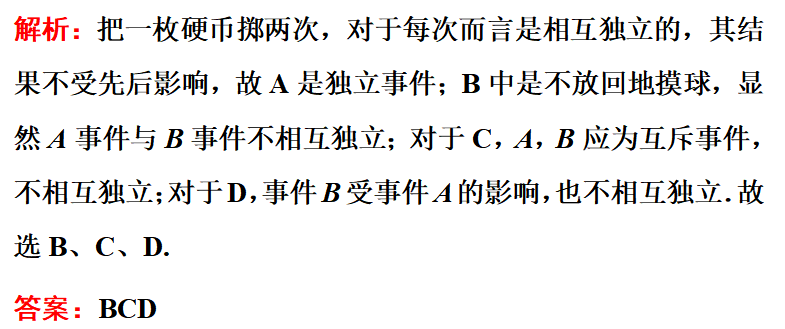 解析：把一枚硬币掷两次，对于每次而言是相互独立的，其结
果不受先后影响，故 A 是独立事件；B 中是不放回地摸球，显
然 A 事件与 B 事件不相互独立；对于 C，A，B 应为互斥事件，
不相互独立；对于 D，事件 B 受事件 A 的影响，也不相互独立．故
选 B、C、D.
答案：BCD